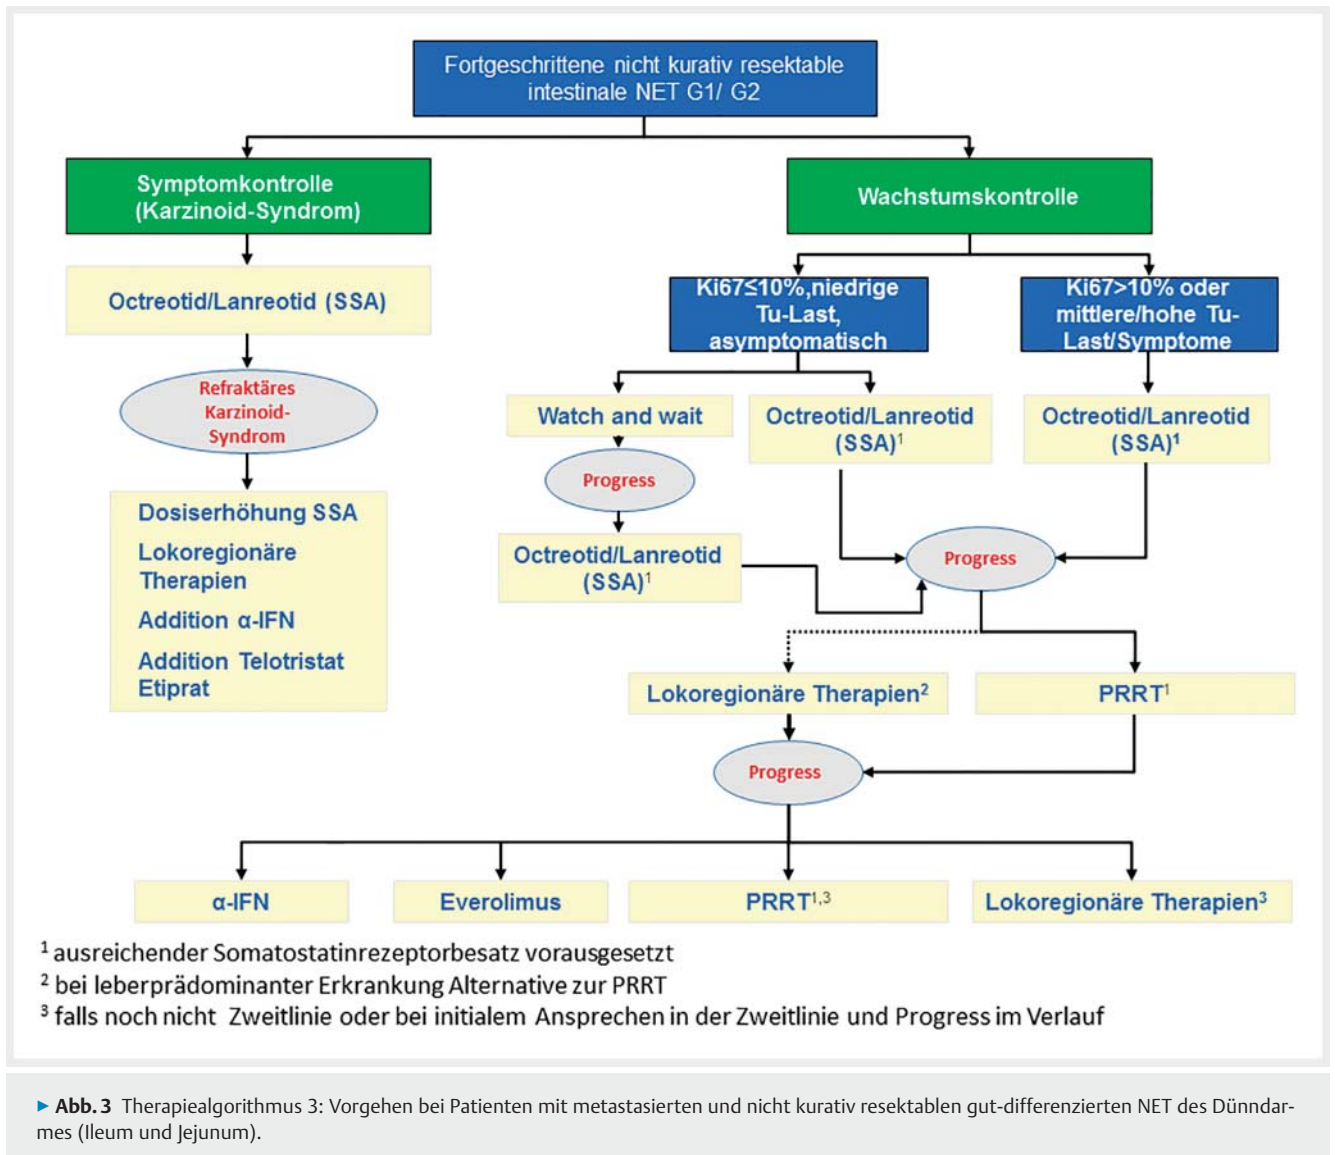 Fortgeschrittene nicht kurativ resektable
intestinale NET G1/ G2
Symptomkontrolle
(Karzinoid-Syndrom)
Wachstumskontrolle
Octreotid/Lanreotid (SSA)
Ki67≤10%,niedrige
Tu-Last,
asymptomatisch
Ki67>10% oder
mittlere/hohe Tu-
Last/Symptome
Refraktäres
Karzinoid-
Syndrom
Watch and wait
Octreotid/Lanreotid
(SSA)¹
Octreotid/Lanreotid
(SSA)¹
Progress
Dosiserhöhung SSA
Lokoregionäre
Therapien
Addition α-IFN
Addition Telotristat
Etiprat
Octreotid/Lanreotid
(SSA)¹
Progress
Lokoregionäre Therapien²
PRRT¹
Progress
α-IFN
Everolimus
PRRT¹,³
Lokoregionäre Therapien³
¹ ausreichender Somatostatinrezeptorbesatz vorausgesetzt
² bei leberprädominanter Erkrankung Alternative zur PRRT
³ falls noch nicht Zweitlinie oder bei initialem Ansprechen in der Zweitlinie und Progress im Verlauf
▶ Abb. 3 Therapiealgorithmus 3: Vorgehen bei Patienten mit metastasierten und nicht kurativ resektablen gut-differenzierten NET des Dünndar-
mes (Ileum und Jejunum).